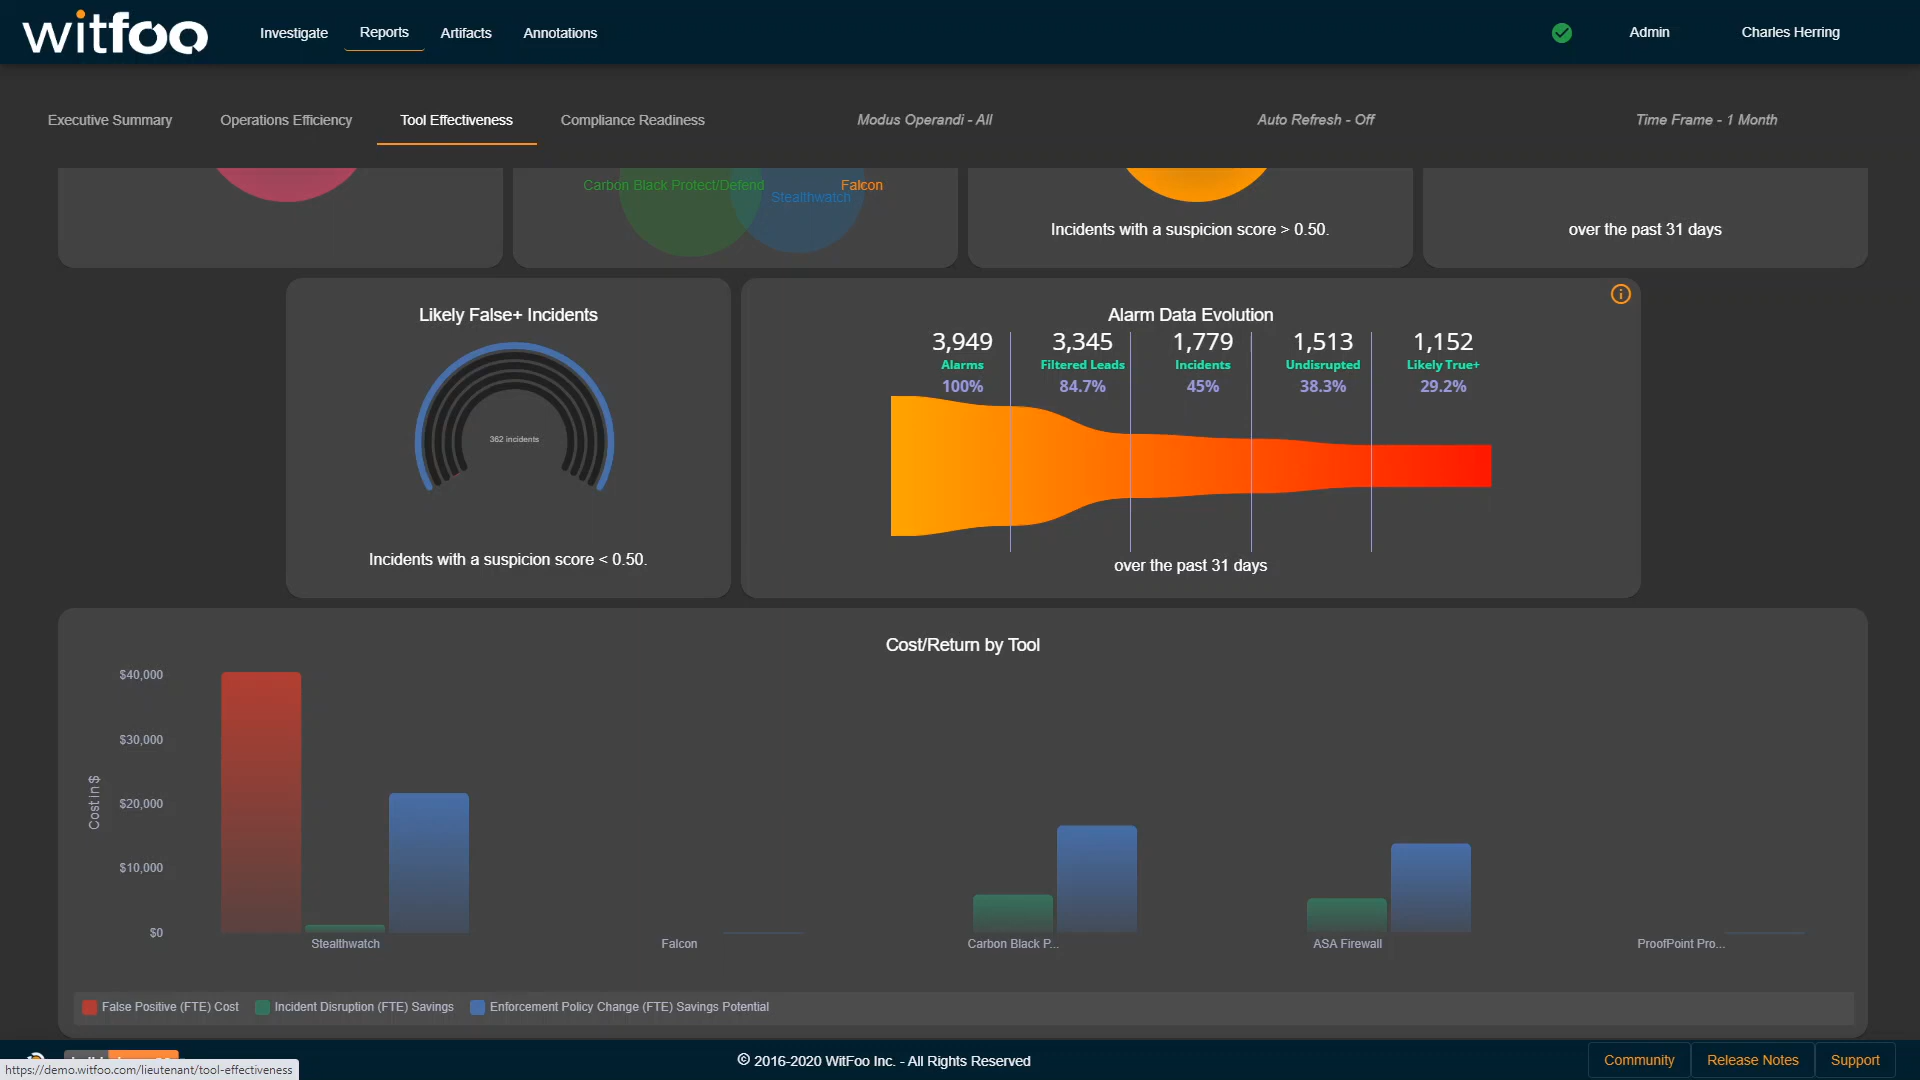 witfoo
Investigate
Reports
Artifacts
Annotations
Admin
Charles Herring
Executive Summary
Operations Efficiency
Tool Effectiveness
Compliance Readiness
Modus Operandi - All
Auto Refresh - Off
Time Frame - 1 Month
Carbon Black Protect/Defend
Falcon
Stealthwatch
Incidents with a suspicion score > 0.50.
over the past 31 days
Likely False+ Incidents
362 incidents
Incidents with a suspicion score < 0.50.
Alarm Data Evolution
3,949
Alarms
100%
3,345
Filtered Leads
84.7%
1,779
Incidents
45%
1,513
Undisrupted
38.3%
1,152
Likely True+
29.2%
over the past 31 days
Cost/Return by Tool
Cost in $
$40,000
$30,000
$20,000
$10,000
$0
Stealthwatch
Falcon
Carbon Black P...
ASA Firewall
ProofPoint Pro...
False Positive (FTE) Cost
Incident Disruption (FTE) Savings
Enforcement Policy Change (FTE) Savings Potential
© 2016-2020 WitFoo Inc. - All Rights Reserved
Community
Release Notes
Support
https://demo.witfoo.com/lieutenant/tool-effectiveness